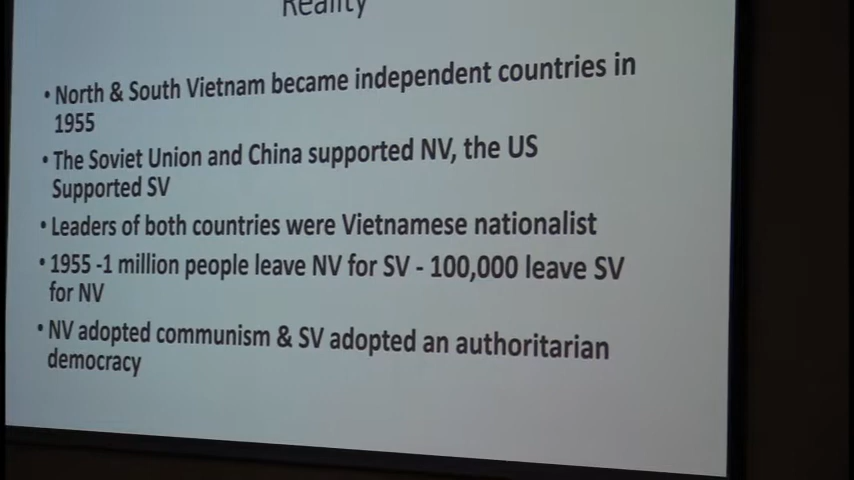 Reality
• North & South Vietnam became independent countries in
1955
• The Soviet Union and China supported NV, the US
Supported SV
• Leaders of both countries were Vietnamese nationalist
• 1955 -1 million people leave NV for SV - 100,000 leave SV
for NV
• NV adopted communism & SV adopted an authoritarian
democracy